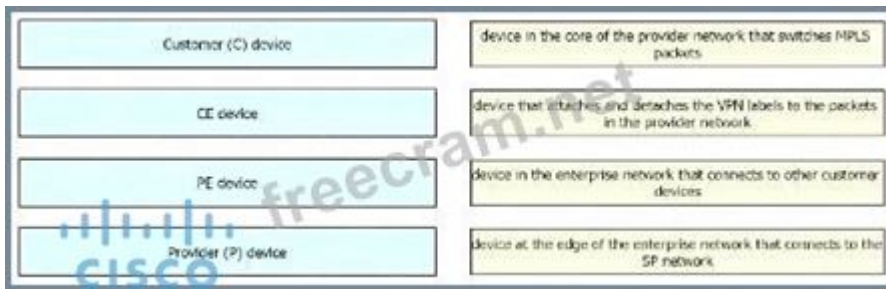 Customer (C) device
CE device
PE device
Provider (P) device
device in the core of the provider network that switches MPLS
packets
device that attaches and detaches the VPN labels to the packets
in the provider network
device in the enterprise network that connects to other customer
devices
device at the edge of the enterprise network that connects to the
SP network
freecram.net
CISCO